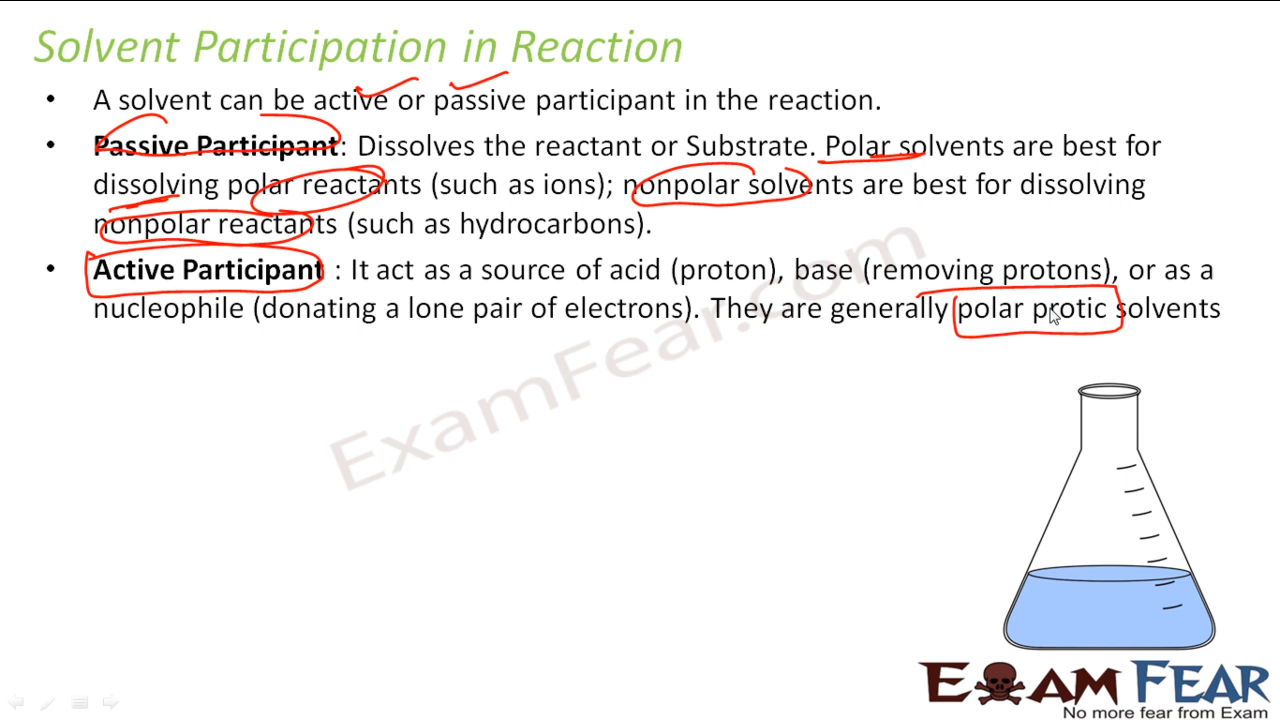 Solvent Participation in Reaction
• A solvent can be active or passive participant in the reaction.
• Passive Participant: Dissolves the reactant or Substrate. Polar solvents are best for
dissolving polar reactants (such as ions); nonpolar solvents are best for dissolving
nonpolar reactants (such as hydrocarbons).
• Active Participant : It act as a source of acid (proton), base (removing protons), or as a
nucleophile (donating a lone pair of electrons). They are generally polar protic solvents
ExamFear.com
EXAM FEAR
No more fear from Exam